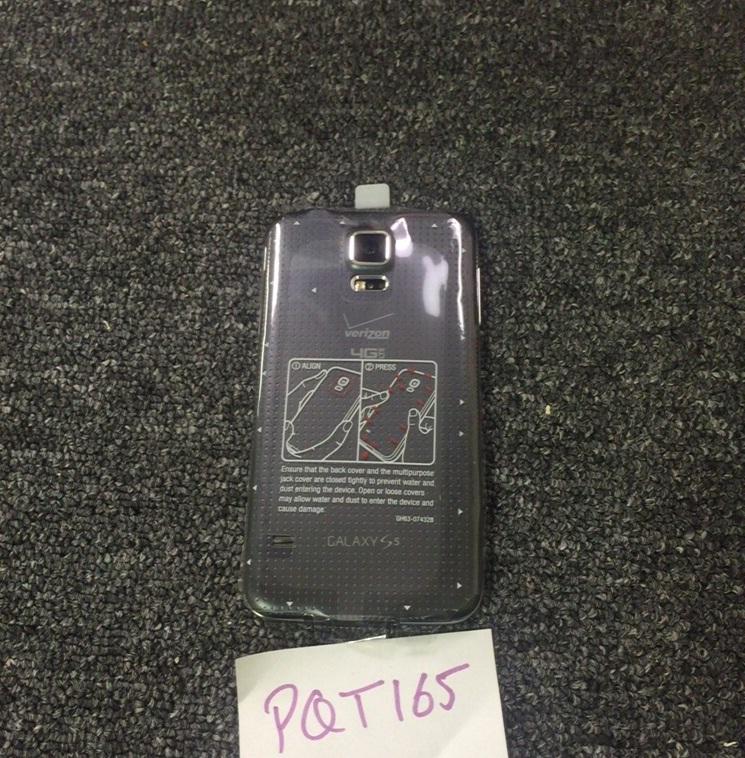 verizon
4G LTE
① ALIGN
② PRESS
Ensure that the back cover and the multipurpose
jack cover are closed tightly to prevent water and
dust entering the device. Open or loose covers
may allow water and dust to enter the device and
cause damage.
GH63-07432B
GALAXY S5
PQT165